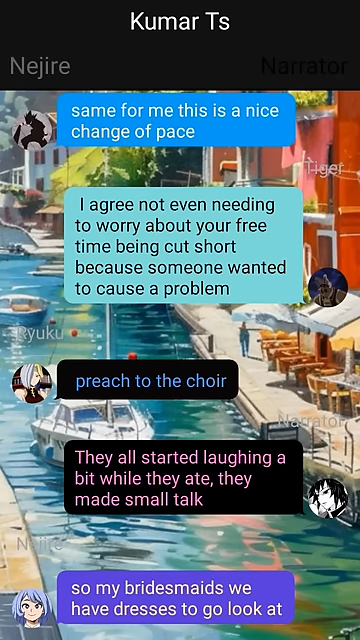 Kumar Ts
Nejire
Narrator
same for me this is a nice
change of pace
Tiger
I agree not even needing
to worry about your free
time being cut short
because someone wanted
to cause a problem
Ryuku
preach to the choir
Narrator
They all started laughing a
bit while they ate, they
made small talk
Nejire
so my bridesmaids we
have dresses to go look at